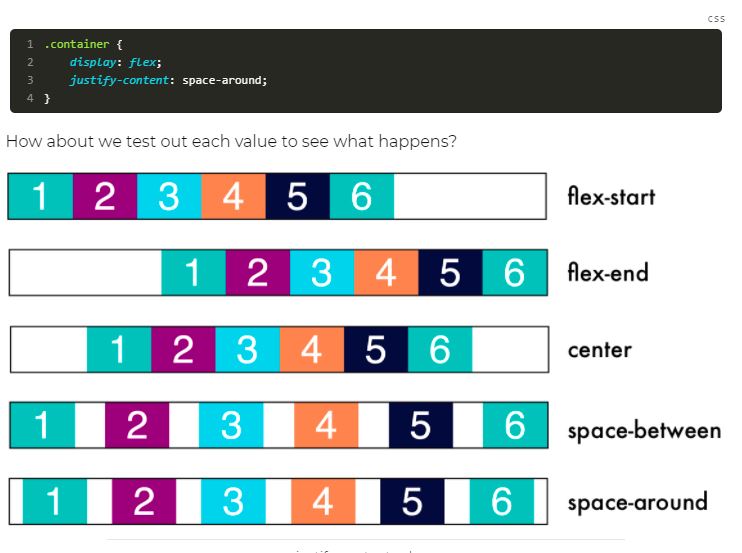 css
1 .container {
2 display: flex;
3 justify-content: space-around;
4 }
How about we test out each value to see what happens?
1 2 3 4 5 6 flex-start
1 2 3 4 5 6 flex-end
1 2 3 4 5 6 center
1 2 3 4 5 6 space-between
1 2 3 4 5 6 space-around